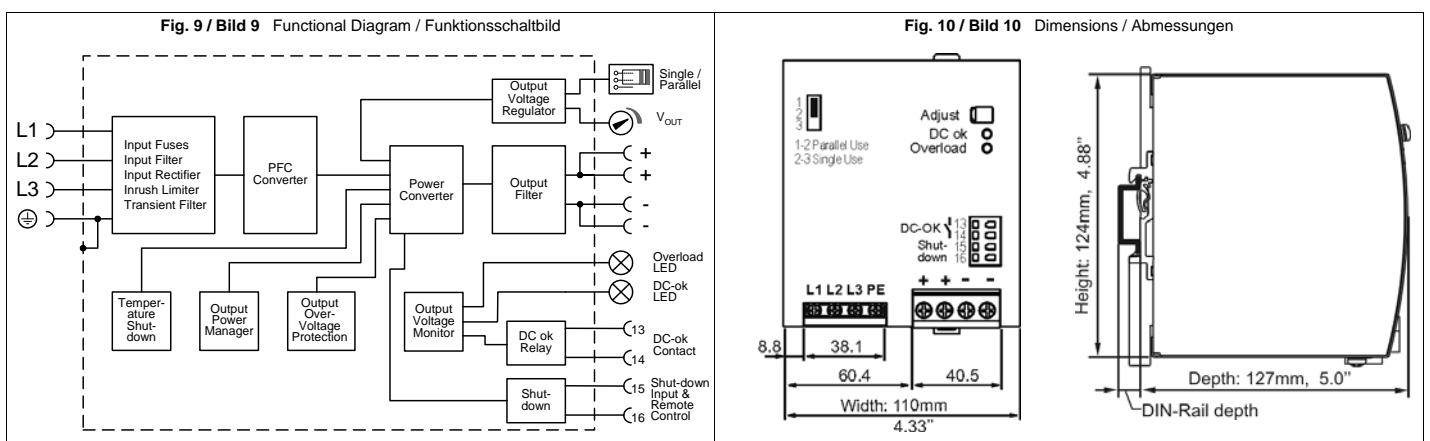 Fig. 9 / Bild 9 Functional Diagram / Funktionsschaltbild
Single /
Parallel
Output
Voltage
Regulator
VOUT
L1
L2
L3
Input Fuses
Input Filter
Input Rectifier
Inrush Limiter
Transient Filter
PFC
Converter
Power
Converter
Output
Filter
+
+
-
-
Overload
LED
DC-ok
LED
Temper-
ature
Shut-
down
Output
Power
Manager
Output
Over-
Voltage
Protection
Output
Voltage
Monitor
DC ok
Relay
13
14
DC-ok
Contact
Shut-
down
15
16
Shut-down
Input &
Remote
Control
Fig. 10 / Bild 10 Dimensions / Abmessungen
1
2
3
1-2 Parallel Use
2-3 Single Use
Adjust
DC ok
Overload
DC-OK
Shut-
down
13
14
15
16
+ + - -
L1 L2 L3 PE
8.8
38.1
60.4
40.5
Width: 110mm
4.33"
Height: 124mm, 4.88"
Depth: 127mm, 5.0"
DIN-Rail depth